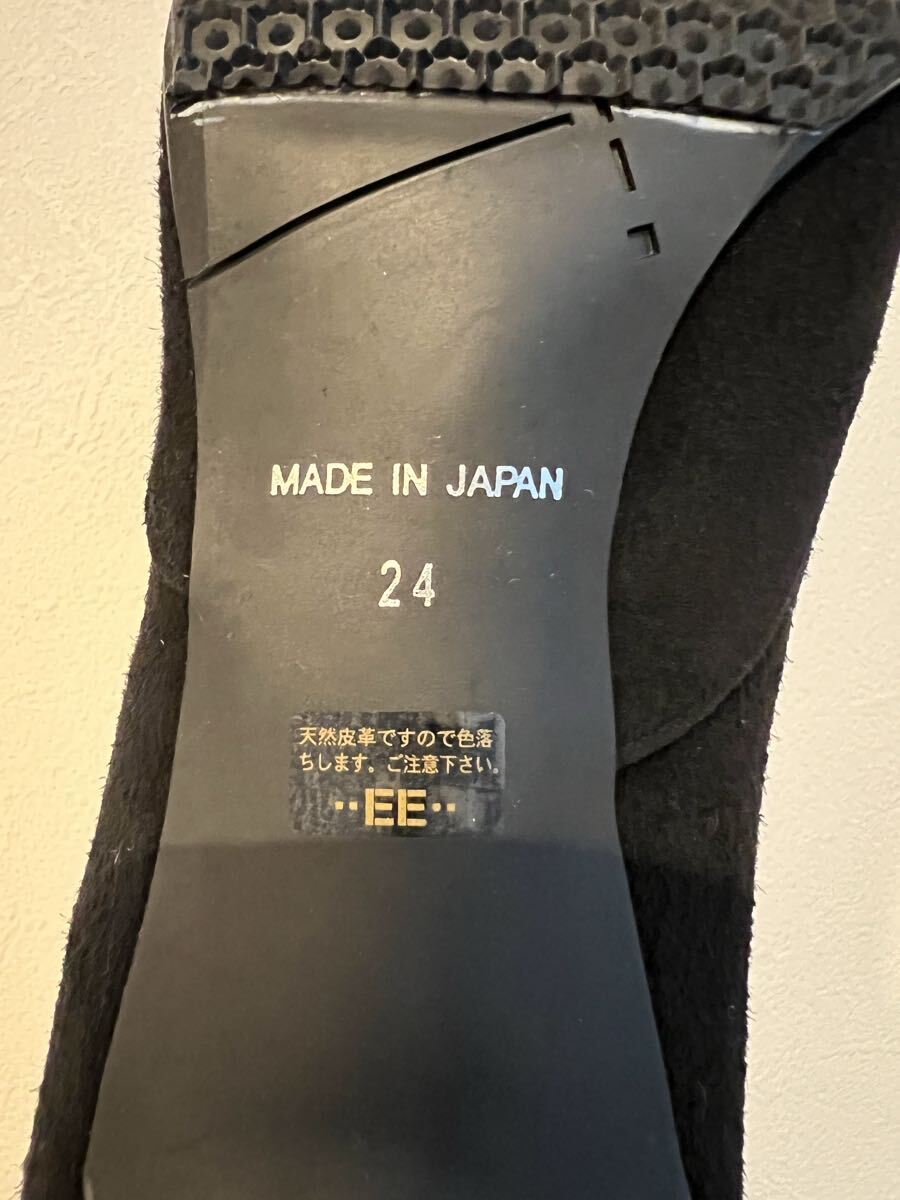 MADE IN JAPAN
24
天然皮革ですので色落
ちします。ご注意下さい。
··EE··